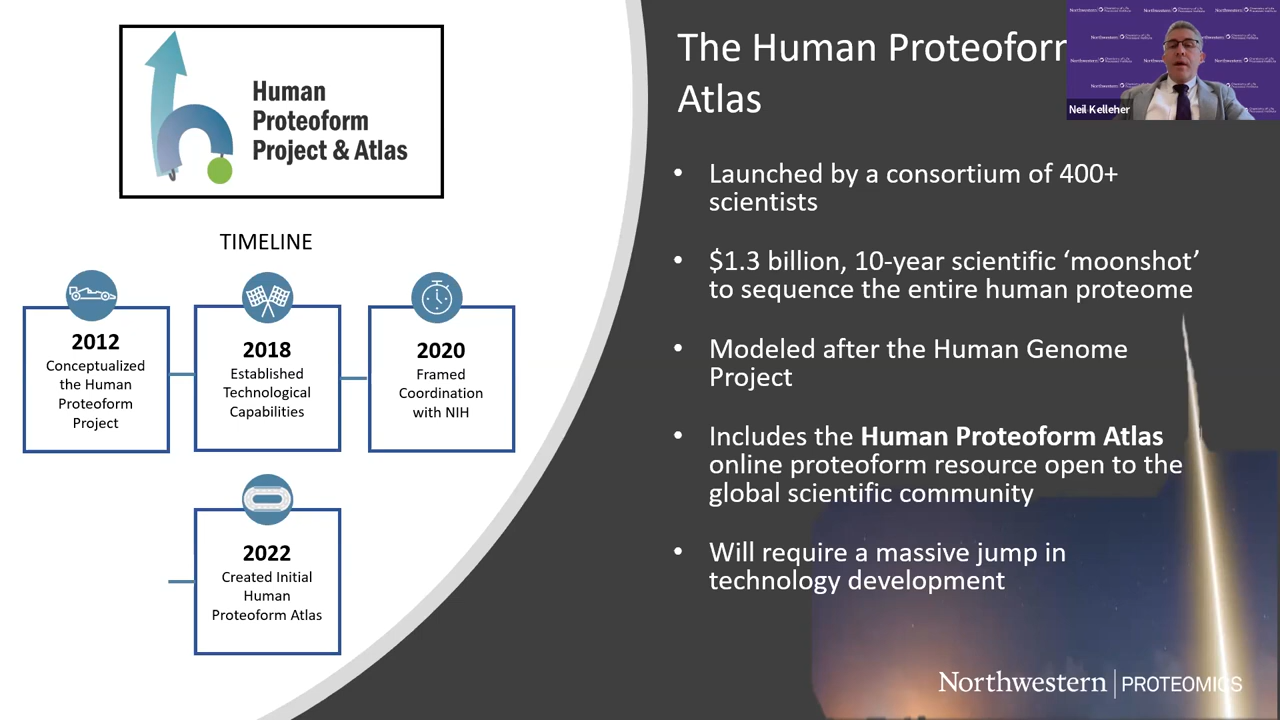 Human
Proteoform
Project & Atlas
TIMELINE
2012
Conceptualized
the Human
Proteoform
Project
2018
Established
Technological
Capabilities
2020
Framed
Coordination
with NIH
2022
Created Initial
Human
Proteoform Atlas
The Human Proteofor
Atlas
• Launched by a consortium of 400+
scientists
• $1.3 billion, 10-year scientific ‘moonshot’
to sequence the entire human proteome
• Modeled after the Human Genome
Project
• Includes the Human Proteoform Atlas
online proteoform resource open to the
global scientific community
• Will require a massive jump in
technology development
Neil Kelleher
Northwestern | PROTEOMICS